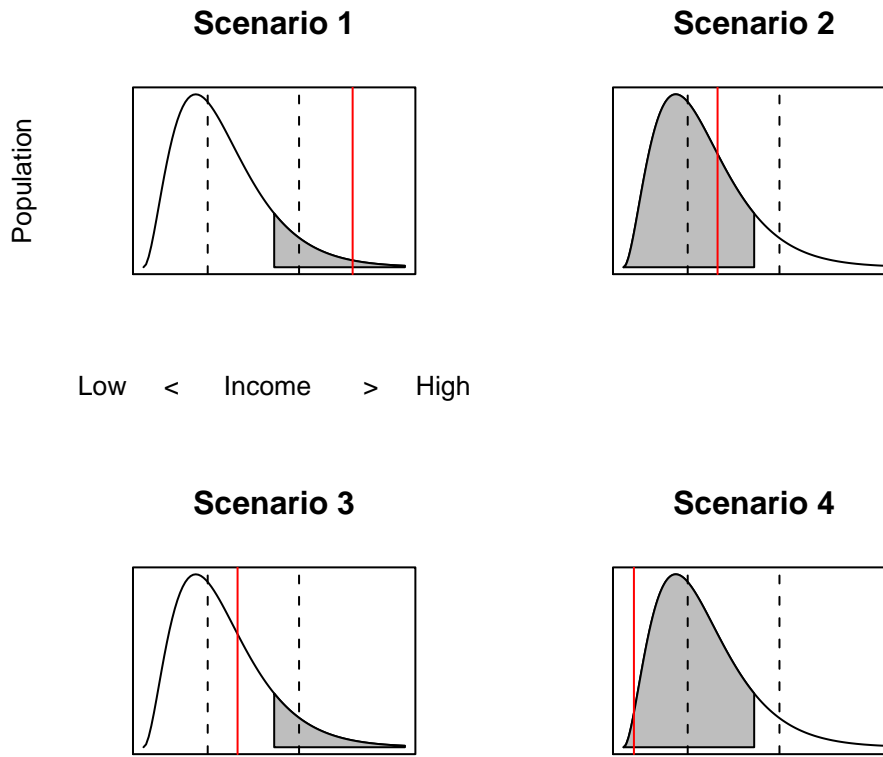 Scenario 1
Scenario 2
Population
Low < Income > High
Scenario 3
Scenario 4